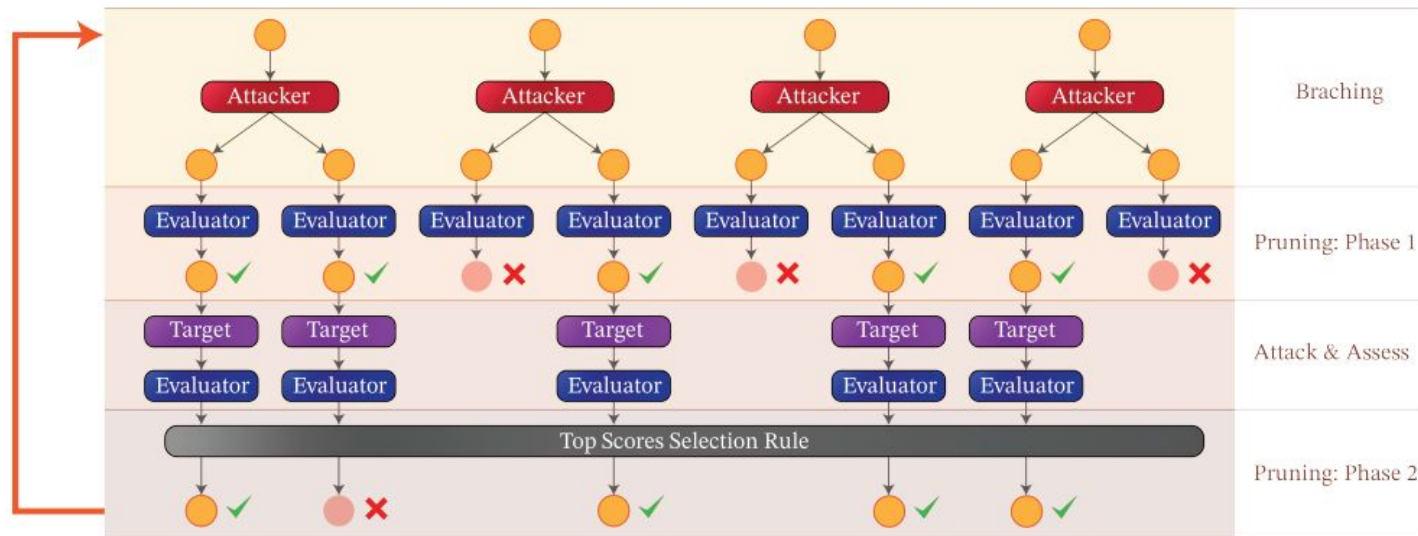 Attacker Attacker Attacker Attacker
Braching
Evaluator Evaluator Evaluator Evaluator Evaluator Evaluator Evaluator Evaluator
Pruning: Phase 1
Target Target Target Target Target
Attack & Assess
Evaluator Evaluator Evaluator Evaluator Evaluator
Top Scores Selection Rule
Pruning: Phase 2